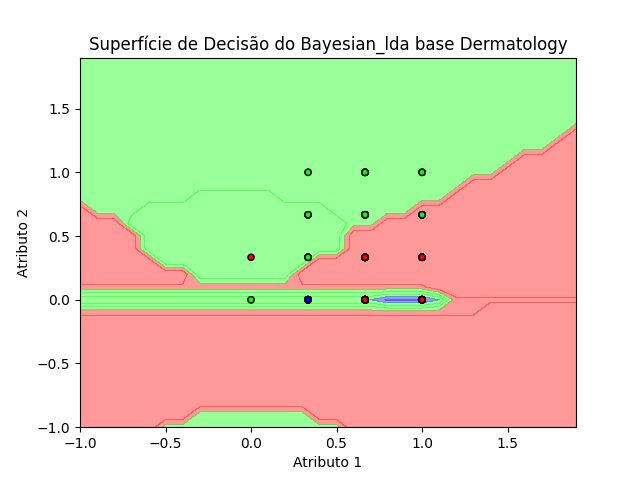 Superfície de Decisão do Bayesian_lda base Dermatology
Atributo 2
1.5
1.0
0.5
0.0
−0.5
−1.0
−1.0 −0.5 0.0 0.5 1.0 1.5
Atributo 1